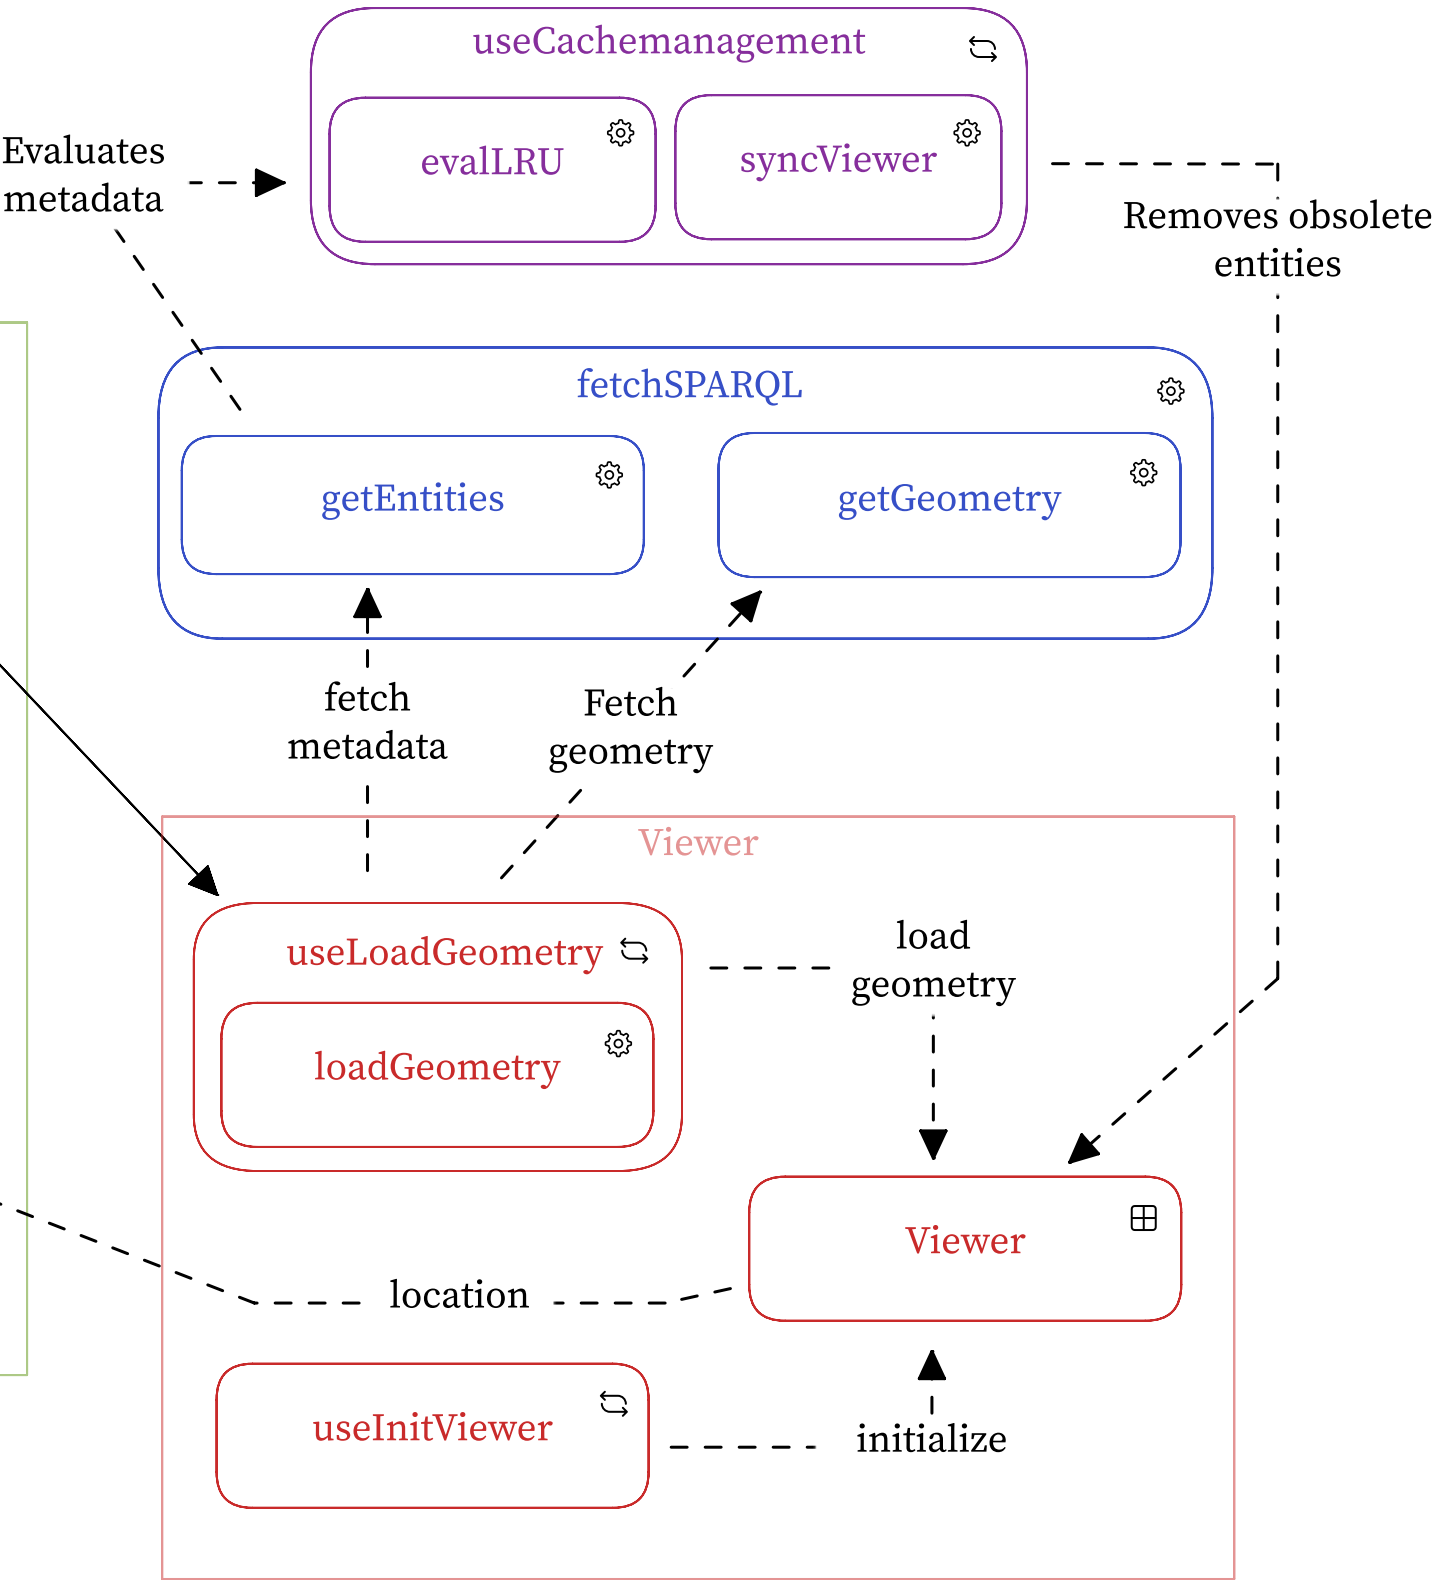 useCachemanagement
evalLRU
syncViewer
Evaluates
metadata
Removes obsolete
entities
fetchSPARQL
getEntities
getGeometry
fetch
metadata
Fetch
geometry
Viewer
useLoadGeometry
load
geometry
loadGeometry
Viewer
location
useInitViewer
initialize